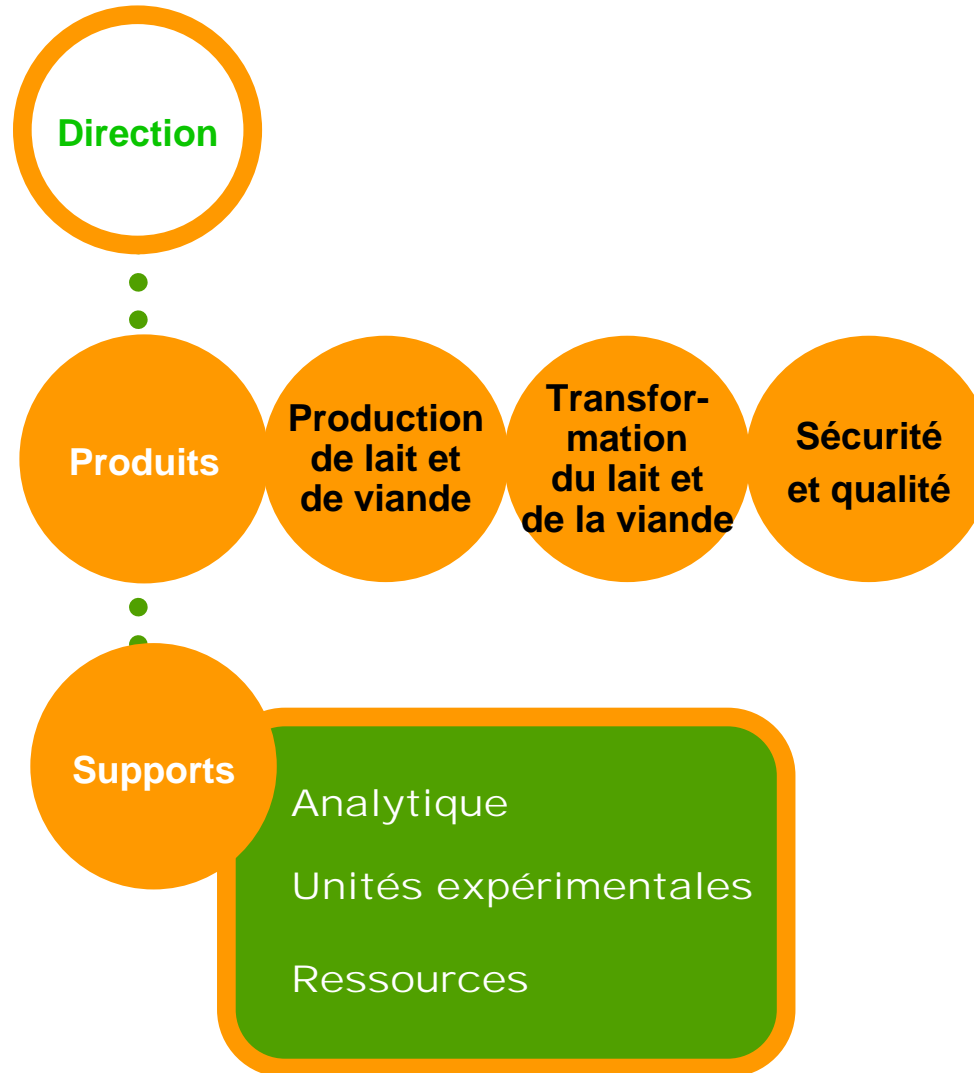 Direction
Produits
Production
de lait et
de viande
Transfor-
mation
du lait et
de la viande
Sécurité
et qualité
Supports
Analytique
Unités expérimentales
Ressources